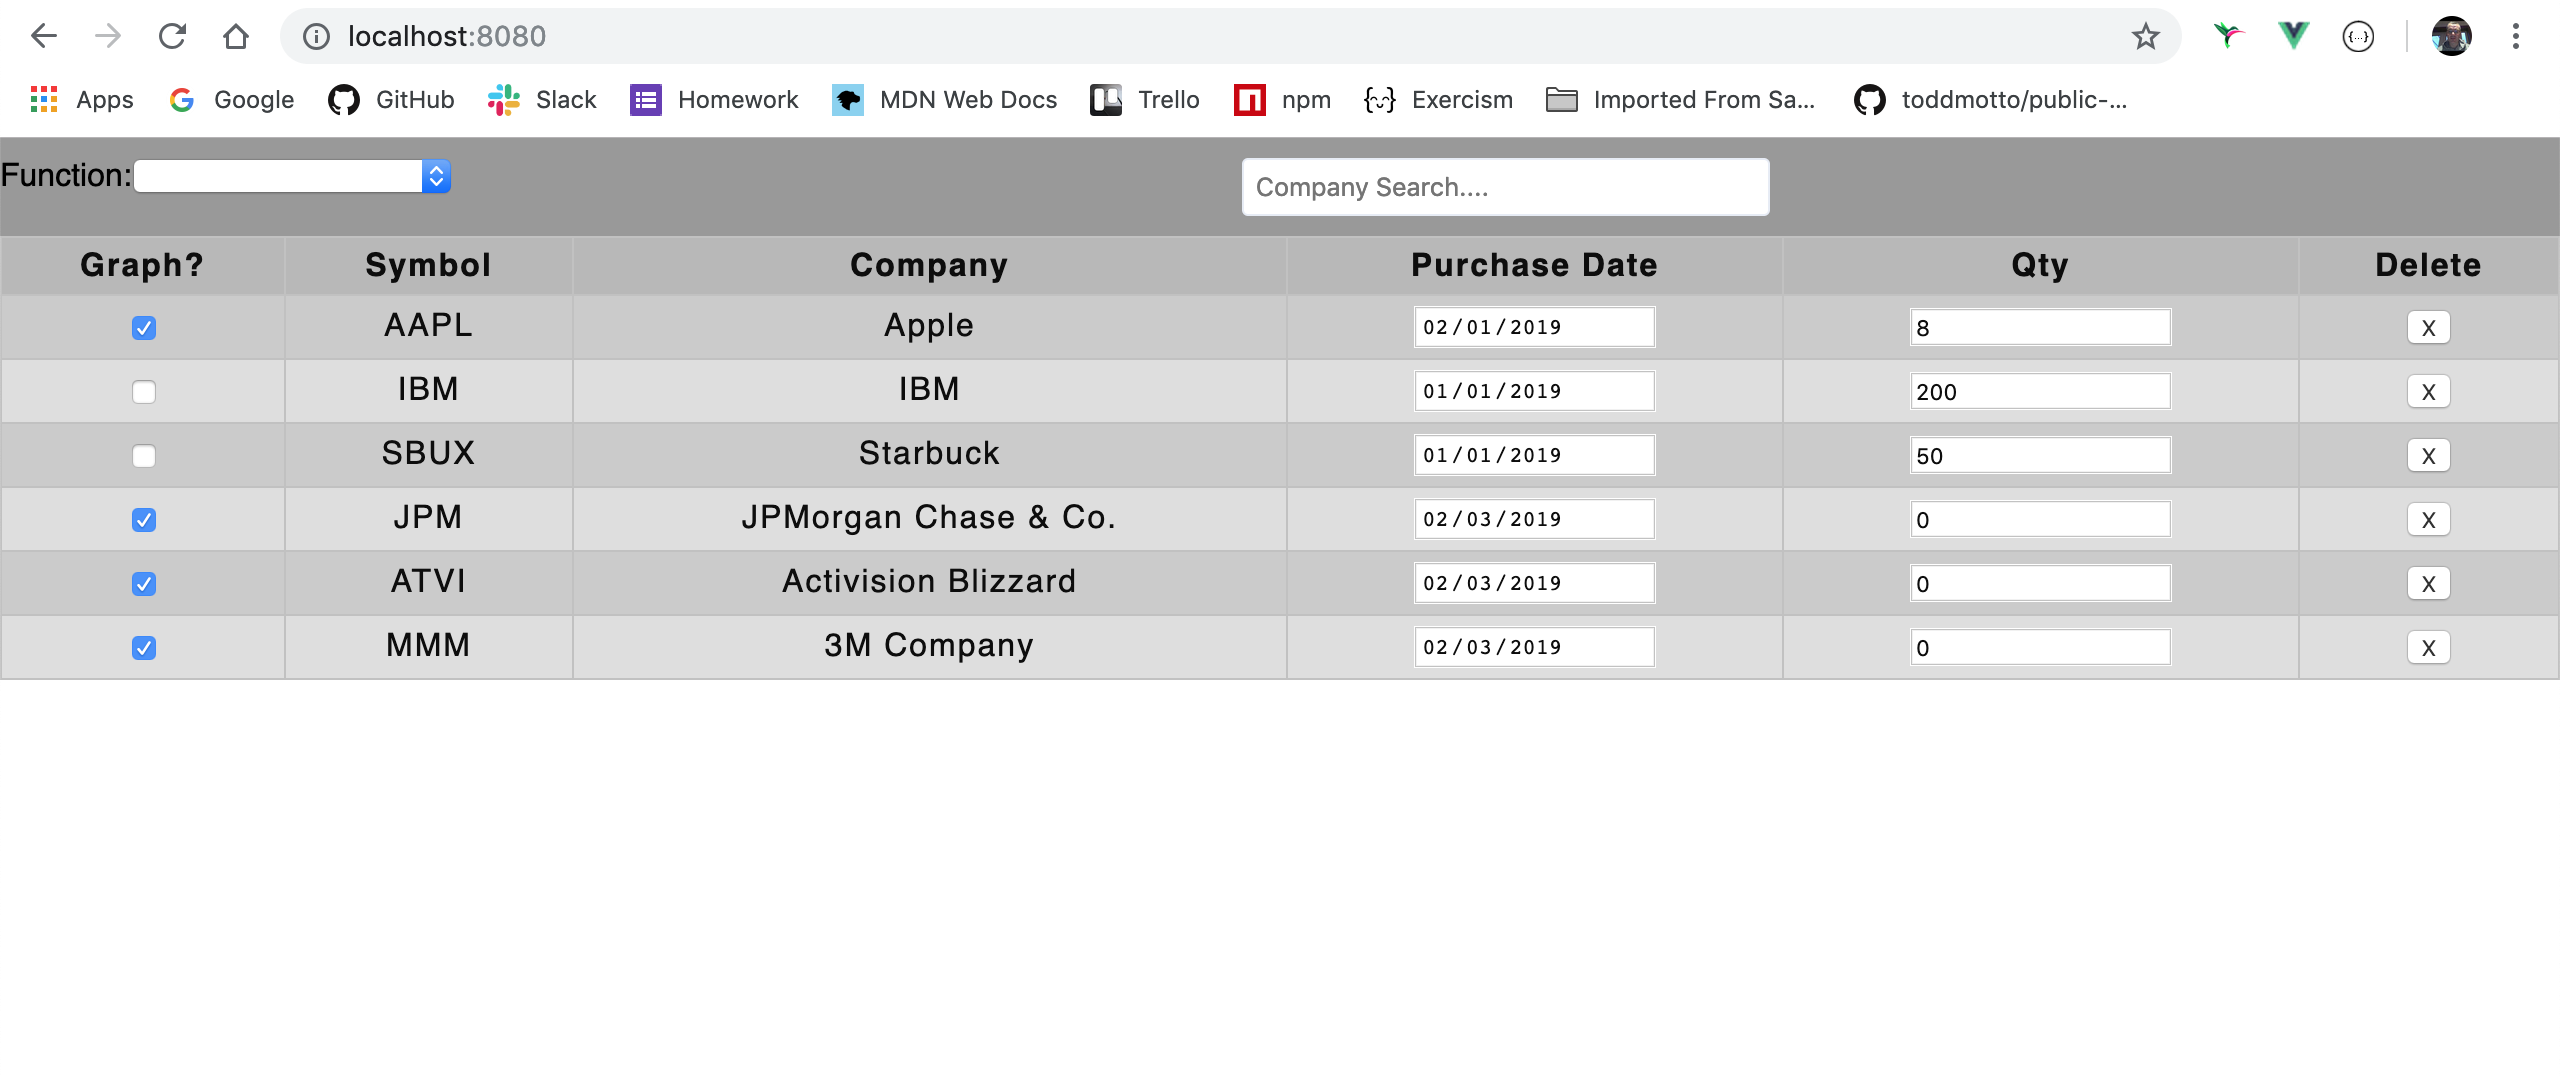 localhost:8080
Apps Google GitHub Slack Homework MDN Web Docs Trello npm Exercism Imported From Sa... toddmotto/public-...
Function: Company Search....
Graph? Symbol Company Purchase Date Qty Delete
AAPL Apple 02/01/2019 8 X
IBM IBM 01/01/2019 200 X
SBUX Starbuck 01/01/2019 50 X
JPM JPMorgan Chase & Co. 02/03/2019 0 X
ATVI Activision Blizzard 02/03/2019 0 X
MMM 3M Company 02/03/2019 0 X